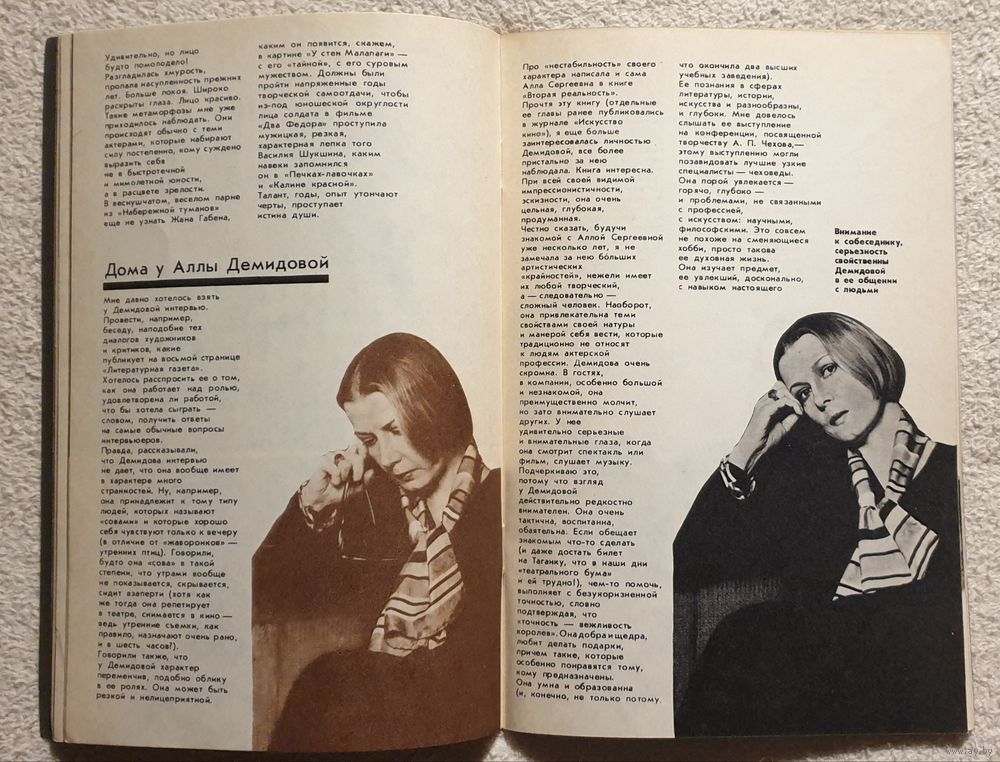 Удивительно, но лицо
будто помолодело!
Разгладилась хмурость,
пропала насупленность прежних
лет. Больше покоя. Широко
раскрыты глаза. Лицо красиво.
Такие метаморфозы мне уже
приходилось наблюдать. Они
происходят обычно с теми
актерами, которые набирают
силу постепенно, кому суждено
выразить себя
не в быстротечной
и мимолетной юности,
а в расцвете зрелости.
В веснушчатом, веселом парне
из «Набережной туманов»
еще не узнать Жана Габена,
каким он появится, скажем,
в картине «У стен Малапаги» —
с его «тайной», с его суровым
мужеством. Должны были
пройти напряженные годы
творческой самоотдачи, чтобы
из-под юношеской округлости
лица солдата в фильме
«Два Федора» проступила
мужицкая, резкая,
характерная лепка того
Василия Шукшина, каким
навеки запомнился
он в «Печках-лавочках»
и «Калине красной».
Талант, годы, опыт утончают
черты, проступает
истина души.
Дома у Аллы Демидовой
Мне давно хотелось взять
у Демидовой интервью.
Провести, например,
беседу, наподобие тех
диалогов художников
и критиков, какие
публикует на восьмой странице
«Литературная газета».
Хотелось расспросить ее о том,
как она работает над ролью,
удовлетворена ли работой,
что бы хотела сыграть —
словом, получить ответы
на самые обычные вопросы
интервьюеров.
Правда, рассказывали,
что Демидова интервью
не дает, что она вообще имеет
в характере много
странностей. Ну, например,
она принадлежит к тому типу
людей, которых называют
«совами» и которые хорошо
себя чувствуют только к вечеру
(в отличие от «жаворонков» —
утренних птиц). Говорили,
будто она «сова» в такой
степени, что утрами вообще
не показывается, скрывается,
сидит взаперти (хотя как
же тогда она репетирует
в театре, снимается в кино —
ведь утренние съемки, как
правило, назначают очень рано,
и в шесть часов?).
Говорили также, что
у Демидовой характер
переменчив, подобно облику
в ее ролях. Она может быть
резкой и нелицеприятной.
Про «нестабильность» своего
характера написала и сама
Алла Сергеевна в книге
«Вторая реальность».
Прочтя эту книгу (отдельные
ее главы ранее публиковались
в журнале «Искусство
кино»), я еще больше
заинтересовалась личностью
Демидовой, все более
пристально за нею
наблюдала. Книга интересна.
При всей своей видимой
импрессионистичности,
эскизности, она очень
цельная, глубокая,
продуманная.
Честно сказать, будучи
знакомой с Аллой Сергеевной
уже несколько лет, я не
замечала за нею бо́льших
артистических
«крайностей», нежели имеет
их любой творческий,
а — следовательно —
сложный человек. Наоборот,
она привлекательна теми
свойствами своей натуры
и манерой себя вести, которые
традиционно не относят
к людям актерской
профессии. Демидова очень
скромна. В гостях,
в компании, особенно большой
и незнакомой, она
преимущественно молчит,
но зато внимательно слушает
других. У нее
удивительно серьезные
и внимательные глаза, когда
она смотрит спектакль или
фильм, слушает музыку.
Подчеркиваю это,
потому что взгляд
у Демидовой
действительно редкостно
внимателен. Она очень
тактична, воспитанна,
обаятельна. Если обещает
знакомым что-то сделать
(и даже достать билет
на Таганку, что в наши дни
«театрального бума»
и ей трудно!), чем-то помочь,
выполняет с безукоризненной
точностью, словно
подтверждая, что
«точность — вежливость
королев». Она добра и щедра,
любит делать подарки,
причем такие, которые
особенно понравятся тому,
кому предназначены.
Она умна и образованна
(и, конечно, не только потому,
что окончила два высших
учебных заведения).
Ее познания в сферах
литературы, истории,
искусства и разнообразны,
и глубоки. Мне довелось
слышать ее выступление
на конференции, посвященной
творчеству А. П. Чехова,—
этому выступлению могли
позавидовать лучшие узкие
специалисты — чеховеды.
Она порой увлекается —
горячо, глубоко —
и проблемами, не связанными
с профессией,
с искусством: научными,
философскими. Это совсем
не похоже на сменяющиеся
хобби, просто такова
ее духовная жизнь.
Она изучает предмет,
ее увлекший, досконально,
с навыком настоящего
Внимание
к собеседнику,
серьезность
свойственны
Демидовой
в ее общении
с людьми
www.ay.by